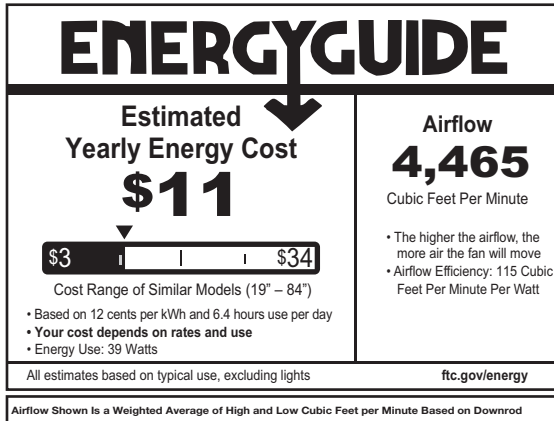 ENERGYGUIDE
Estimated
Yearly Energy Cost
$11
$3
$34
Cost Range of Similar Models (19” – 84”)
• Based on 12 cents per kWh and 6.4 hours use per day
• Your cost depends on rates and use
• Energy Use: 39 Watts
Airflow
4,465
Cubic Feet Per Minute
• The higher the airflow, the
more air the fan will move
• Airflow Efficiency: 115 Cubic
Feet Per Minute Per Watt
All estimates based on typical use, excluding lights
ftc.gov/energy
Airflow Shown Is a Weighted Average of High and Low Cubic Feet per Minute Based on Downrod